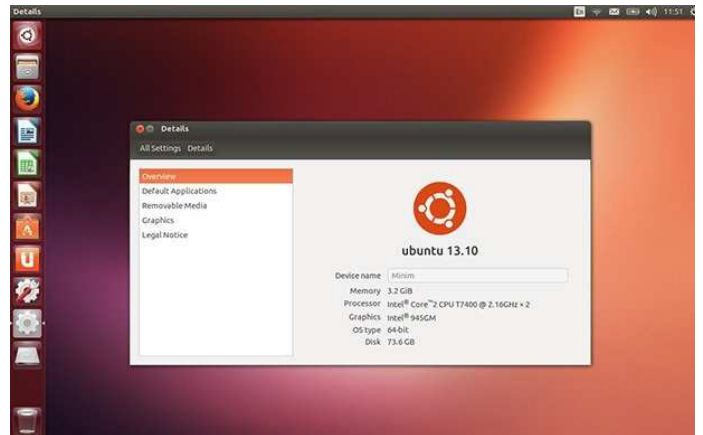 Details
En 11:51
Details
All Settings Details
Overview
Default Applications
Removable Media
Graphics
Legal Notice
ubuntu 13.10
Device name Minim
Memory 3.2 GiB
Processor Intel® Core™2 CPU T7400 @ 2.16GHz × 2
Graphics Intel® 945GM
OS type 64-bit
Disk 73.6 GB